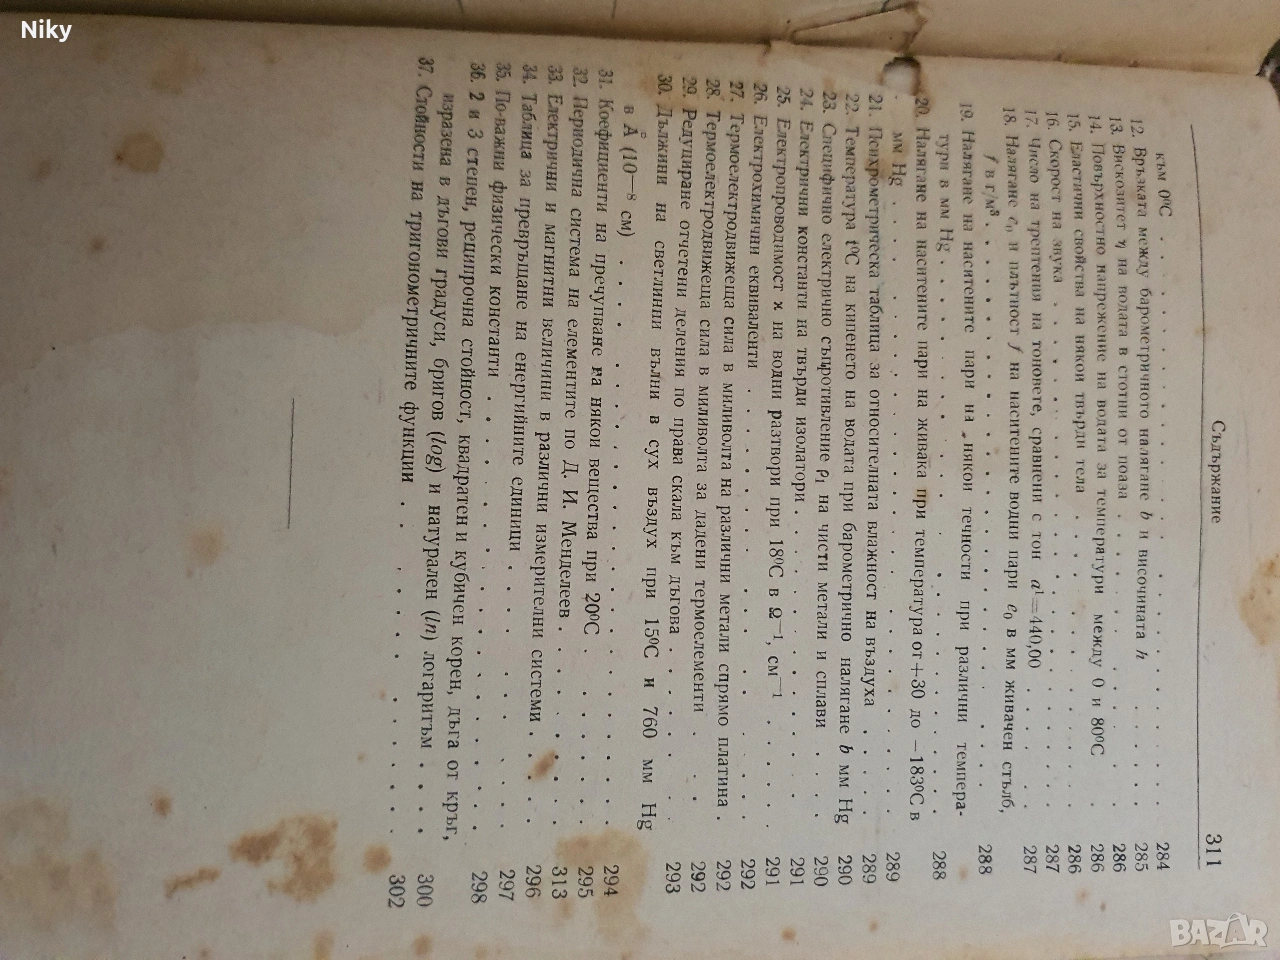 Niky
Съдържание 311
към 0⁰C . . . . . . . . . . . . . . 284
12. Връзката между барометричното налягане b и височината h 285
13. Вискозитет η на водата в стотни от поаза . . . . . . 286
14. Повърхностно напрежение на водата за температури между 0 и 80⁰C 286
15. Еластични свойства на някои твърди тела . . . . . . 286
16. Скорост на звука . . . . . . . . . . . . . 287
17. Число на трептения на тоновете, сравнени с тон a¹=440,00 . . . . 287
18. Налягане e₀ и плътност f на наситените водни пари e₀ в мм живачен стълб,
f в г/м³ . . . . . . . . . . . . . . . 288
19. Налягане на наситените пари на някои течности при различни темпера-
тури в мм Hg . . . . . . . . . . . . . . 288
20. Налягане на наситените пари на живака при температура от +30 до —183⁰C в
мм Hg . . . . . . . . . . . . . . . . 289
21. Психрометрическа таблица за относителната влажност на въздуха . . . . 289
22. Температура t⁰C на кипенето на водата при барометрично налягане b мм Hg 290
23. Специфично електрично съпротивление ρ₁ на чисти метали и сплави . . . 290
24. Електрични константи на твърди изолатори . . . . . . . . . 291
25. Електропроводимост ϰ на водни разтвори при 18⁰C в Ω—¹, см—¹ . . . . 291
26. Електрохимични еквиваленти . . . . . . . . . . . 292
27. Термоелектродвижеща сила в миливолта на различни метали спрямо платина . 292
28. Термоелектродвижеща сила в миливолта за дадени термоелементи . . . 292
29. Редуциране отчетени деления по права скала към дъгова . . . . . . 293
30. Дължини на светлинни вълни в сух въздух при 15⁰C и 760 мм Hg
в Å (10—⁸ см) . . . . . . . . . . . . . . 294
31. Коефициенти на пречупване на някои вещества при 20⁰C . . . . . . 295
32. Периодична система на елементите по Д. И. Менделеев . . . . . . . 313
33. Електрични и магнитни величини в различни измерителни системи . . . . 296
34. Таблица за превръщане на енергийните единици . . . . . . . . 297
35. По-важни физически константи . . . . . . . . . . . . 298
36. 2 и 3 степен, реципрочна стойност, квадратен и кубичен корен, дъга от кръг,
изразена в дъгови градуси, бригов (log) и натурален (ln) логаритъм . . . . 300
37. Стойности на тригонометричните функции . . . . . . . . . . 302
BAZAR